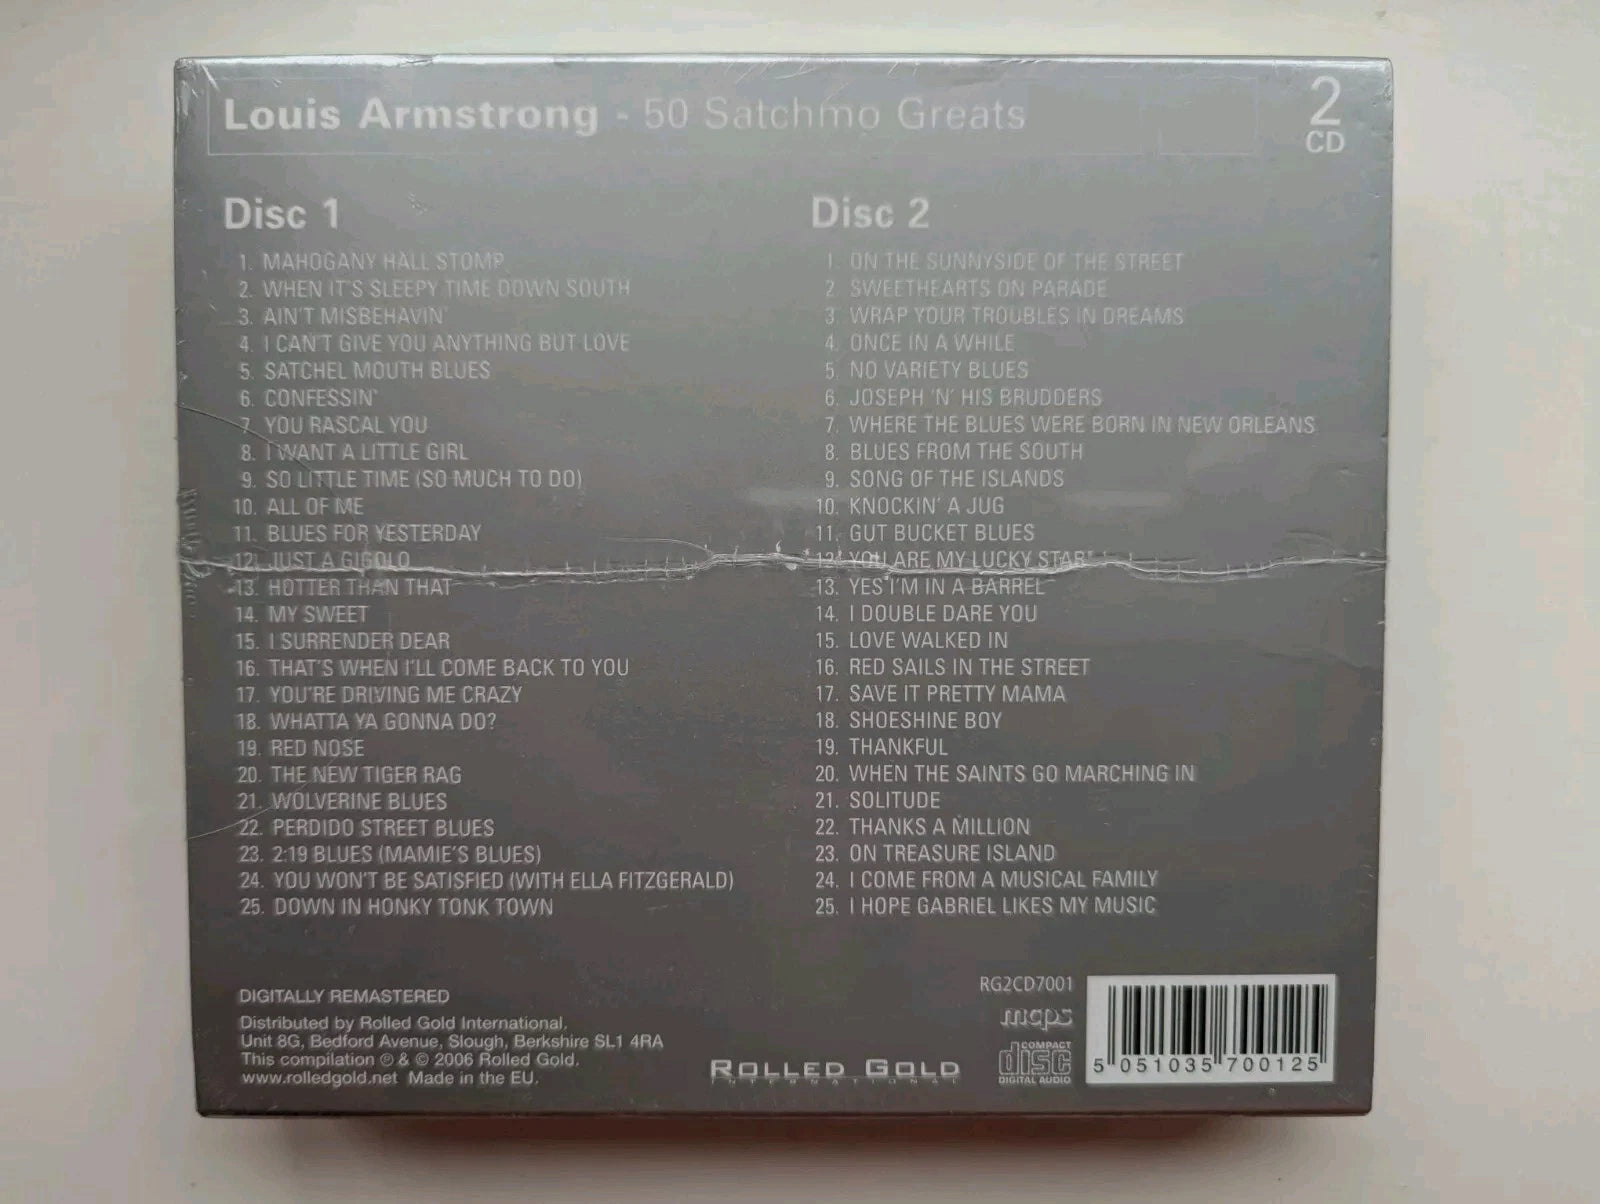 Louis Armstrong - 50 Satchmo Greats
2
CD
Disc 1
1. MAHOGANY HALL STOMP
2. WHEN IT'S SLEEPY TIME DOWN SOUTH
3. AIN'T MISBEHAVIN'
4. I CAN'T GIVE YOU ANYTHING BUT LOVE
5. SATCHEL MOUTH BLUES
6. CONFESSIN'
7. YOU RASCAL YOU
8. I WANT A LITTLE GIRL
9. SO LITTLE TIME (SO MUCH TO DO)
10. ALL OF ME
11. BLUES FOR YESTERDAY
12. JUST A GIGOLO
13. HOTTER THAN THAT
14. MY SWEET
15. I SURRENDER DEAR
16. THAT'S WHEN I'LL COME BACK TO YOU
17. YOU'RE DRIVING ME CRAZY
18. WHATTA YA GONNA DO?
19. RED NOSE
20. THE NEW TIGER RAG
21. WOLVERINE BLUES
22. PERDIDO STREET BLUES
23. 2:19 BLUES (MAMIE'S BLUES)
24. YOU WON'T BE SATISFIED (WITH ELLA FITZGERALD)
25. DOWN IN HONKY TONK TOWN
Disc 2
1. ON THE SUNNYSIDE OF THE STREET
2. SWEETHEARTS ON PARADE
3. WRAP YOUR TROUBLES IN DREAMS
4. ONCE IN A WHILE
5. NO VARIETY BLUES
6. JOSEPH 'N' HIS BRUDDERS
7. WHERE THE BLUES WERE BORN IN NEW ORLEANS
8. BLUES FROM THE SOUTH
9. SONG OF THE ISLANDS
10. KNOCKIN' A JUG
11. GUT BUCKET BLUES
12. YOU ARE MY LUCKY STAR
13. YES I'M IN A BARREL
14. I DOUBLE DARE YOU
15. LOVE WALKED IN
16. RED SAILS IN THE STREET
17. SAVE IT PRETTY MAMA
18. SHOESHINE BOY
19. THANKFUL
20. WHEN THE SAINTS GO MARCHING IN
21. SOLITUDE
22. THANKS A MILLION
23. ON TREASURE ISLAND
24. I COME FROM A MUSICAL FAMILY
25. I HOPE GABRIEL LIKES MY MUSIC
DIGITALLY REMASTERED
Distributed by Rolled Gold International.
Unit 8G, Bedford Avenue, Slough, Berkshire SL1 4RA
This compilation ℗ & © 2006 Rolled Gold.
www.rolledgold.net Made in the EU.
ROLLED GOLD
INTERNATIONAL
RG2CD7001
mcps
COMPACT
disc
DIGITAL AUDIO
5 051035 700125